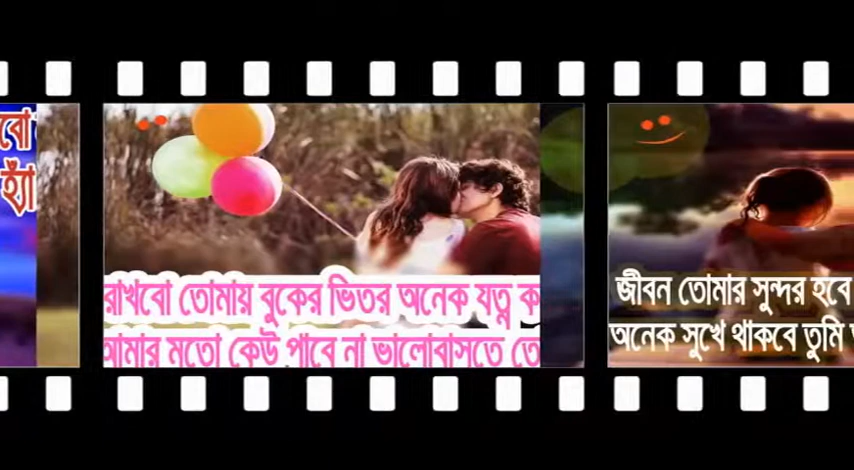 বো
হ্যাঁ
রাখবো তোমায় বুকের ভিতর অনেক যত্ন ক
আমার মতো কেউ পাবে না ভালোবাসতে তো
জীবন তোমার সুন্দর হবে
অনেক সুখে থাকবে তুমি